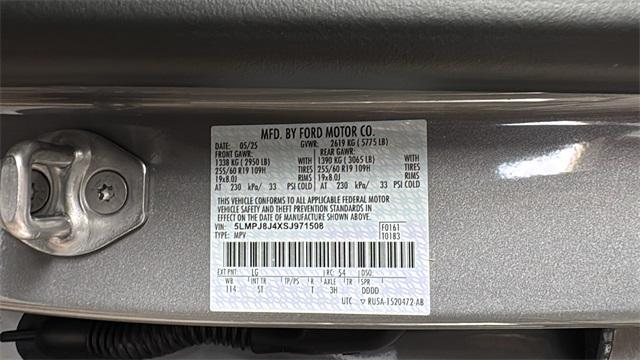 MFD. BY FORD MOTOR CO.
DATE: 05/25 GVWR: 2619 KG ( 5775 LB)
FRONT GAWR: REAR GAWR:
1338 KG ( 2950 LB) WITH 1390 KG ( 3065 LB) WITH
255/60 R19 109H TIRES 255/60 R19 109H TIRES
19x8.0J RIMS 19x8.0J RIMS
AT 230 kPa/ 33 PSI COLD AT 230 kPa/ 33 PSI COLD
THIS VEHICLE CONFORMS TO ALL APPLICABLE FEDERAL MOTOR
VEHICLE SAFETY AND THEFT PREVENTION STANDARDS IN
EFFECT ON THE DATE OF MANUFACTURE SHOWN ABOVE.
VIN: 5LMPJ8J4XSJ971508 F0161
TYPE: MPV T0183
EXT PNT: LG RC: 54 DSO:
WB INT TR TP/PS R AXLE TR SPR
114 5T T 3H DDDD
UTC ▽ RU5A-1520472-AB